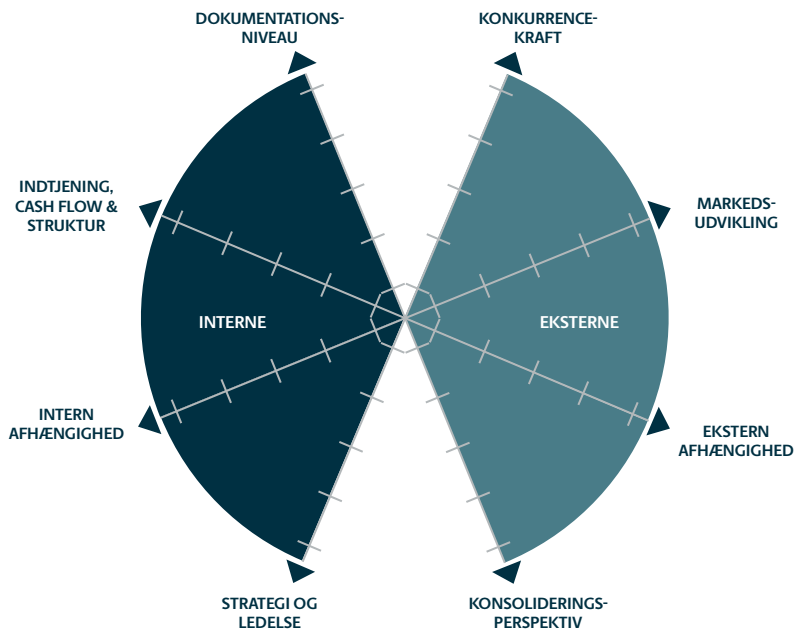 DOKUMENTATIONS-
NIVEAU
KONKURRENCE-
KRAFT
INDTJENING,
CASH FLOW &
STRUKTUR
MARKEDS-
UDVIKLING
INTERNE
EKSTERNE
INTERN
AFHÆNGIGHED
EKSTERN
AFHÆNGIGHED
STRATEGI OG
LEDELSE
KONSOLIDERINGS-
PERSPEKTIV